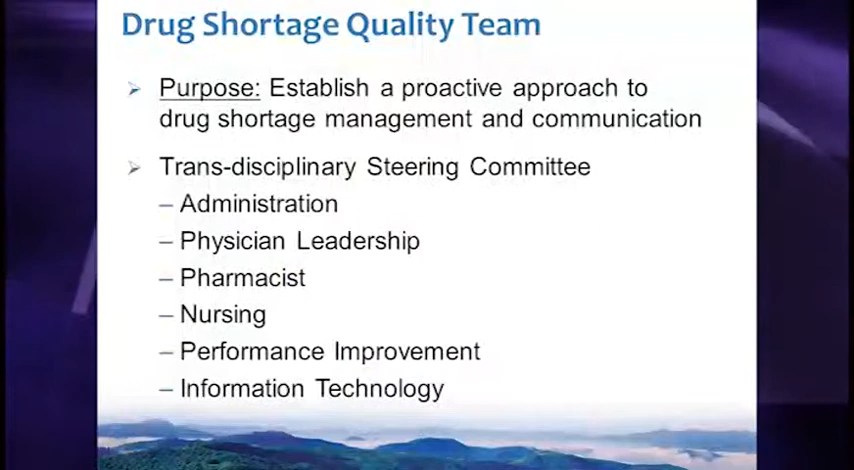 Drug Shortage Quality Team
➢ Purpose: Establish a proactive approach to
drug shortage management and communication
➢ Trans-disciplinary Steering Committee
– Administration
– Physician Leadership
– Pharmacist
– Nursing
– Performance Improvement
– Information Technology